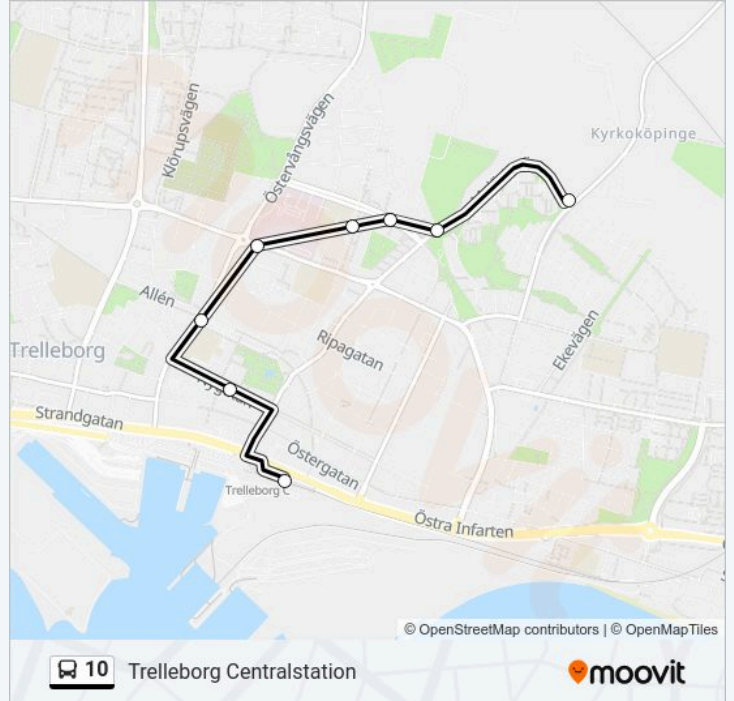 Klörupsvägen
Östervångsvägen
Kyrkoköpinge
Allén
Trelleborg
Ripagatan
Ekevägen
Strandgatan
Östergatan
Trelleborg C
Östra Infarten
© OpenStreetMap contributors | © OpenMapTiles
10 Trelleborg Centralstation
moovit